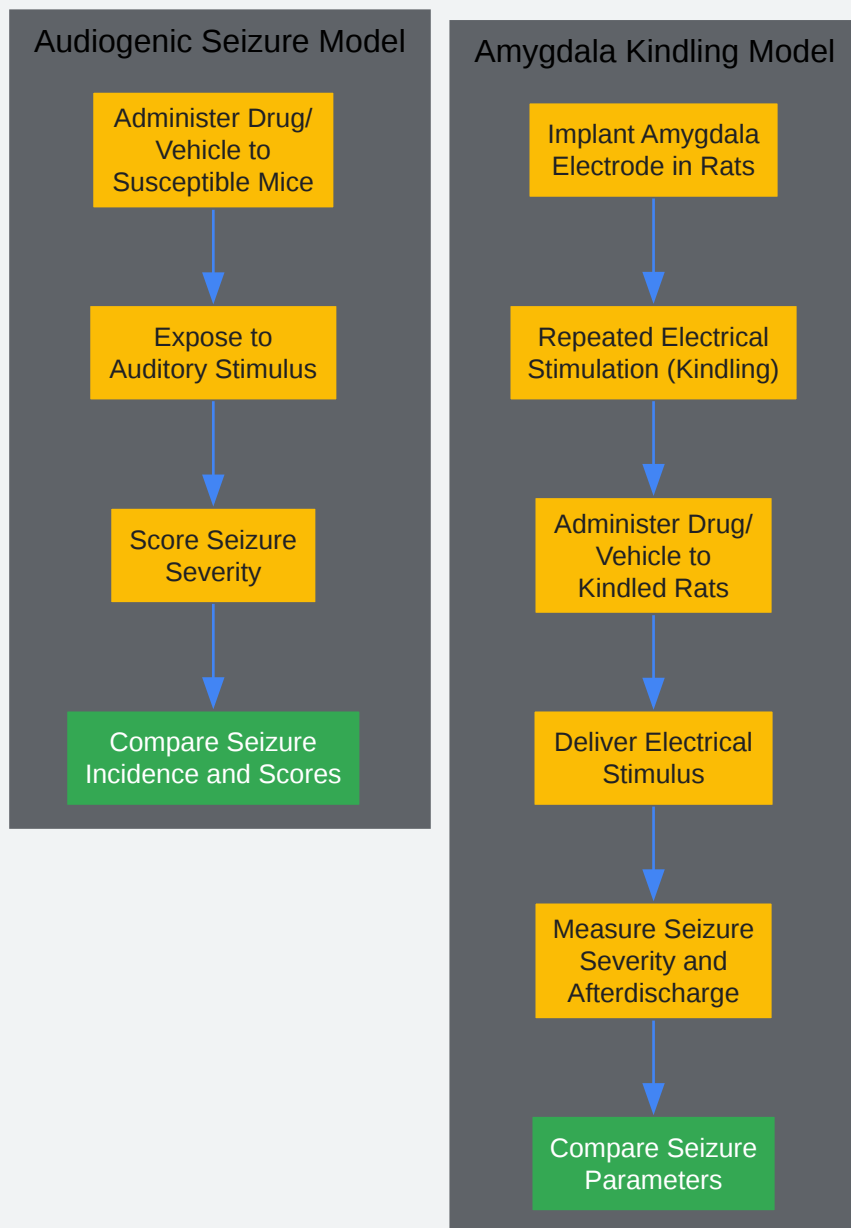 Audiogenic Seizure Model
Administer Drug/
Vehicle to
Susceptible Mice
Expose to
Auditory Stimulus
Score Seizure
Severity
Compare Seizure
Incidence and Scores
Amygdala Kindling Model
Implant Amygdala
Electrode in Rats
Repeated Electrical
Stimulation (Kindling)
Administer Drug/
Vehicle to
Kindled Rats
Deliver Electrical
Stimulus
Measure Seizure
Severity and
Afterdischarge
Compare Seizure
Parameters